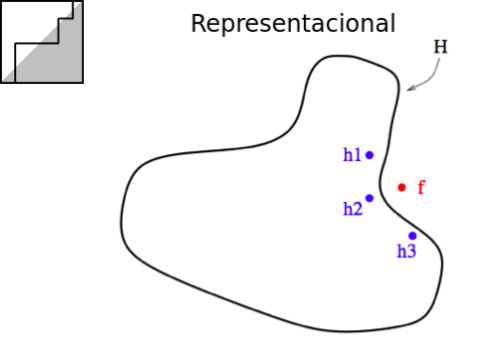 Representacional
H
h1
f
h2
h3